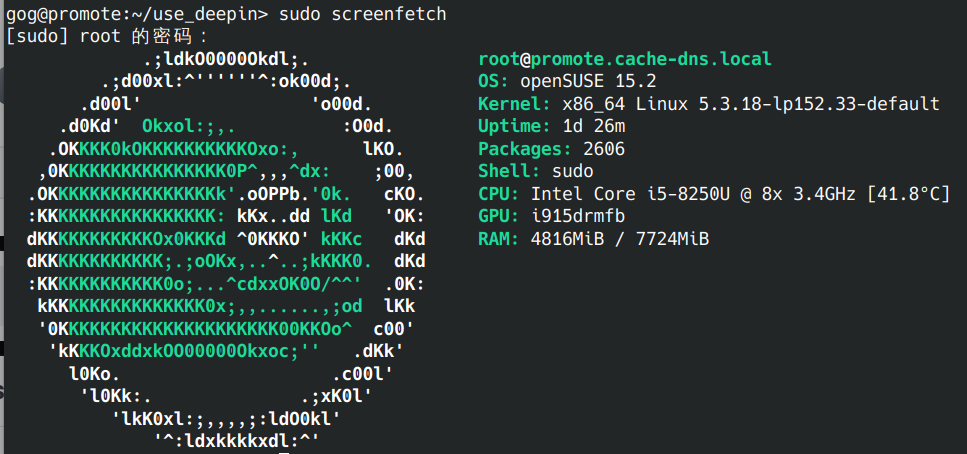 gog@promote:~/use_deepin> sudo screenfetch
[sudo] root 的密码：
.;ldkO0000Okdl;. root@promote.cache-dns.local
.;d00xl:^''''''^:ok00d;. OS: openSUSE 15.2
.d00l' 'o00d. Kernel: x86_64 Linux 5.3.18-lp152.33-default
.d0Kd' Okxol:;,. :O0d. Uptime: 1d 26m
.OKKKK0kOKKKKKKKKKKOxo:, lKO. Packages: 2606
,0KKKKKKKKKKKKKKKK0P^,,,^dx: ;00, Shell: sudo
.OKKKKKKKKKKKKKKKKk'.oOPPb.'0k. cKO. CPU: Intel Core i5-8250U @ 8x 3.4GHz [41.8°C]
:KKKKKKKKKKKKKKKKK: kKx..dd lKd 'OK: GPU: i915drmfb
dKKKKKKKKKKKOx0KKKd ^0KKKO' kKKc dKd RAM: 4816MiB / 7724MiB
dKKKKKKKKKKKK;.;oOKx,..^..;kKKK0. dKd
:KKKKKKKKKKKK0o;...^cdxxOK0O/^^' .0K:
kKKKKKKKKKKKKKKK0x;,,......,;od lKk
'0KKKKKKKKKKKKKKKKKKKKK00KKOo^ c00'
'kKKKOxddxkOO00000Okxoc;'' .dKk'
l0Ko. .c00l'
'l0Kk:. .;xK0l'
'lkK0xl:;,,,,;:ldO0kl'
'^:ldxkkkkxdl:^'